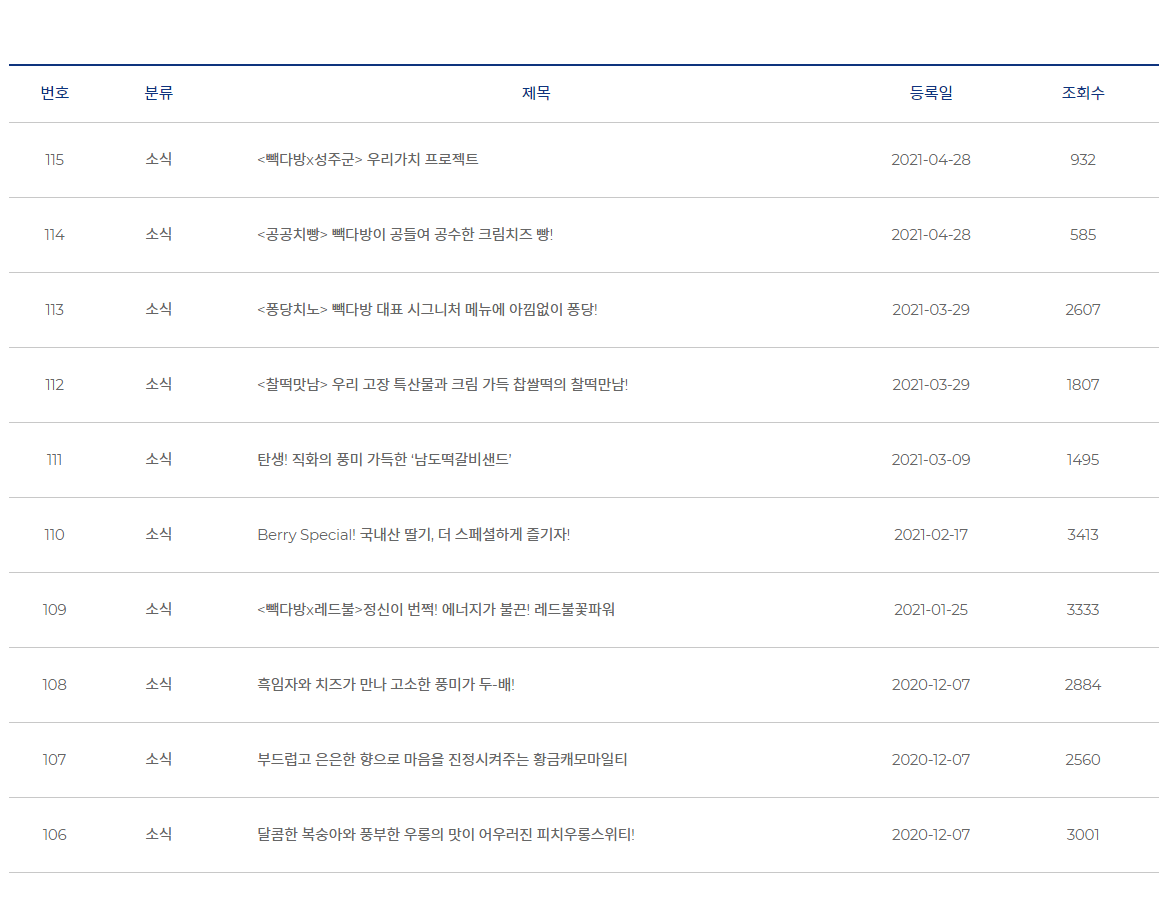 번호 분류 제목 등록일 조회수
115 소식 <빽다방x성주군> 우리가치 프로젝트 2021-04-28 932
114 소식 <공공치빵> 빽다방이 공들여 공수한 크림치즈 빵! 2021-04-28 585
113 소식 <퐁당치노> 빽다방 대표 시그니처 메뉴에 아낌없이 퐁당! 2021-03-29 2607
112 소식 <찰떡맛남> 우리 고장 특산물과 크림 가득 찹쌀떡의 찰떡만남! 2021-03-29 1807
111 소식 탄생! 직화의 풍미 가득한 ‘남도떡갈비샌드’ 2021-03-09 1495
110 소식 Berry Special! 국내산 딸기, 더 스페셜하게 즐기자! 2021-02-17 3413
109 소식 <빽다방x레드불>정신이 번쩍! 에너지가 불끈! 레드불꽃파워 2021-01-25 3333
108 소식 흑임자와 치즈가 만나 고소한 풍미가 두-배! 2020-12-07 2884
107 소식 부드럽고 은은한 향으로 마음을 진정시켜주는 황금캐모마일티 2020-12-07 2560
106 소식 달콤한 복숭아와 풍부한 우롱의 맛이 어우러진 피치우롱스위티! 2020-12-07 3001